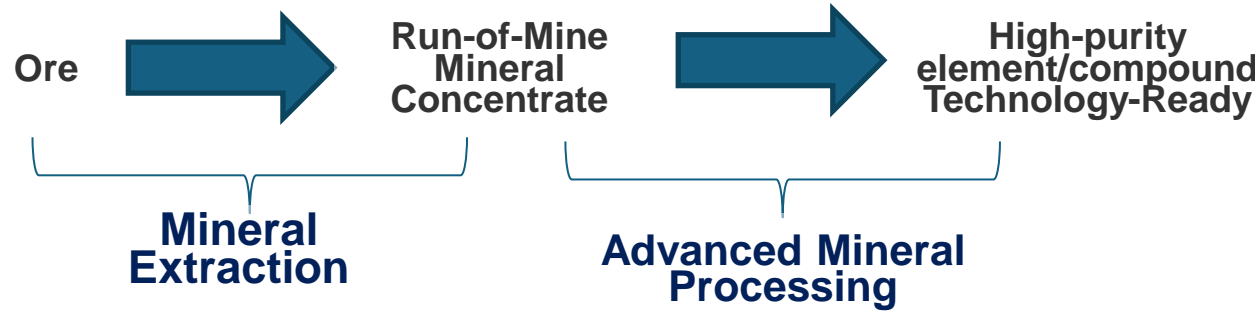 Ore
Run-of-Mine
Mineral
Concentrate
High-purity
element/compound
Technology-Ready
Mineral
Extraction
Advanced Mineral
Processing